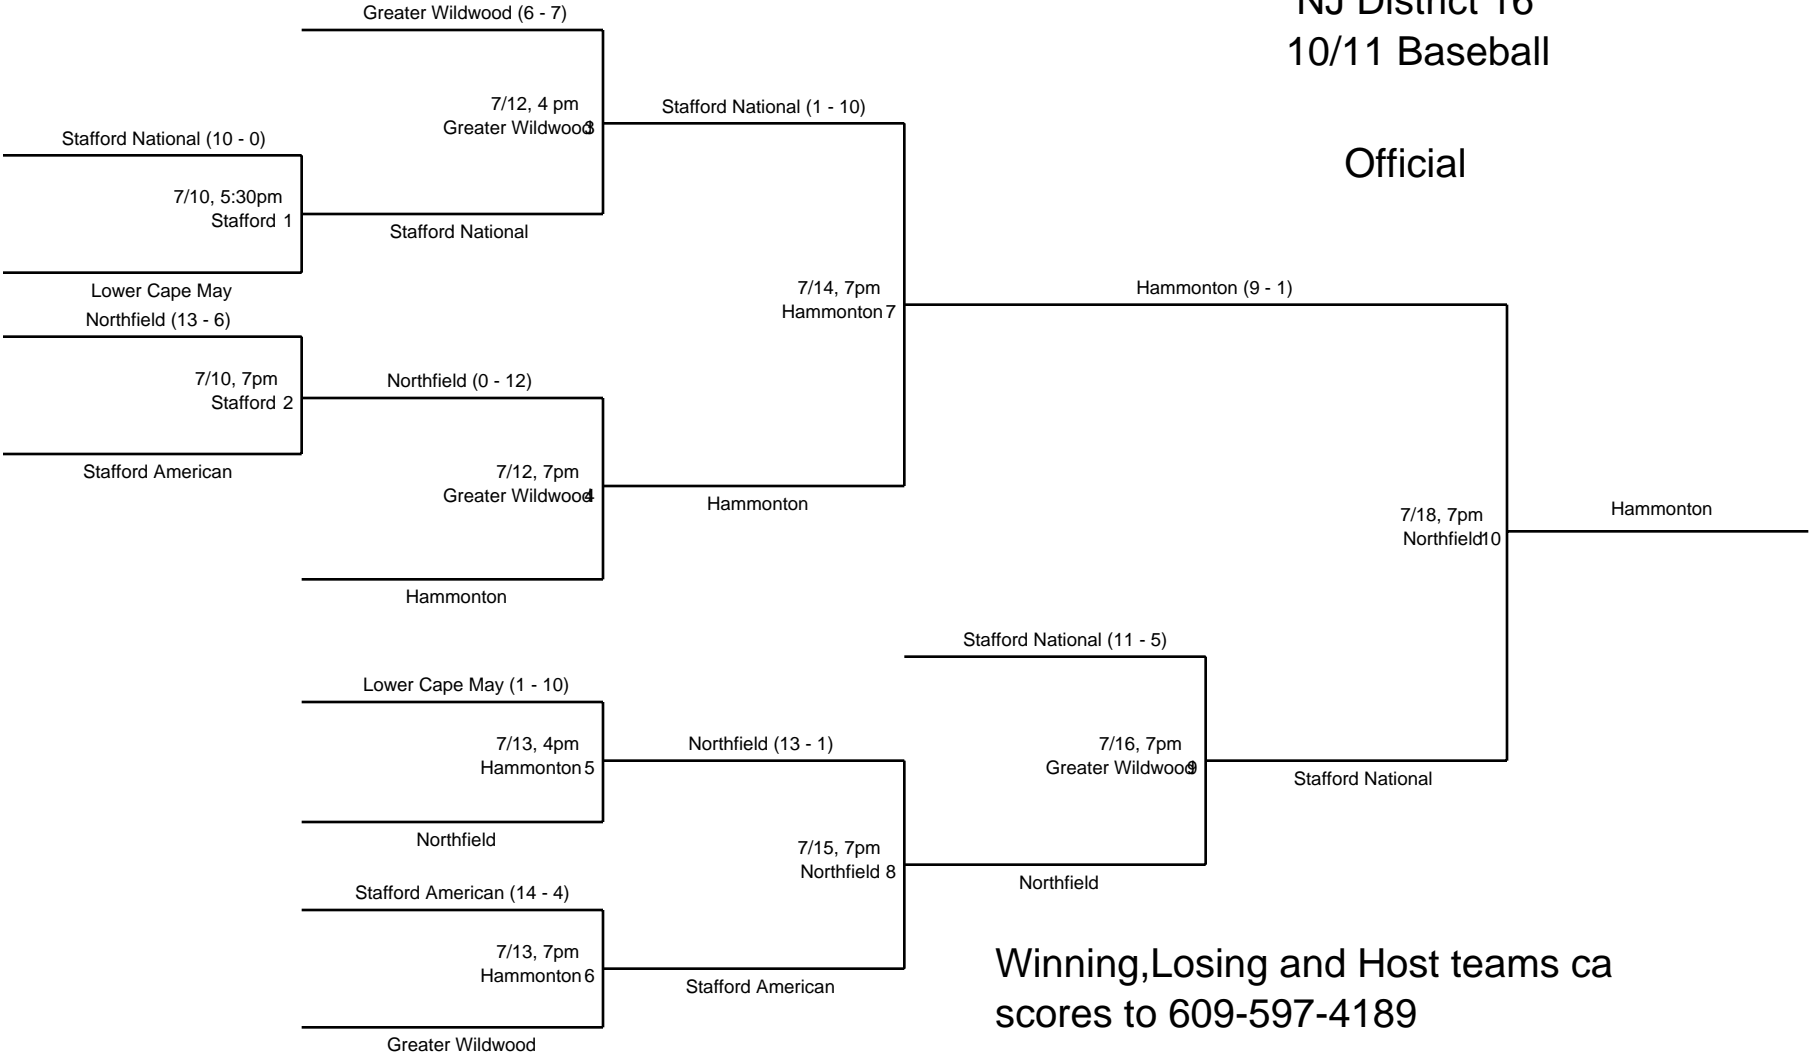 Greater Wildwood (6 - 7)
NJ District 16
10/11 Baseball
7/12, 4 pm
Greater Wildwood 3
Stafford National (1 - 10)
Stafford National (10 - 0)
Official
7/10, 5:30pm
Stafford 1
Stafford National
Lower Cape May
7/14, 7pm
Hammonton 7
Hammonton (9 - 1)
Northfield (13 - 6)
7/10, 7pm
Stafford 2
Northfield (0 - 12)
Stafford American
7/12, 7pm
Greater Wildwood 4
Hammonton
7/18, 7pm
Northfield 10
Hammonton
Hammonton
Stafford National (11 - 5)
Lower Cape May (1 - 10)
7/13, 4pm
Hammonton 5
Northfield (13 - 1)
7/16, 7pm
Greater Wildwood 9
Stafford National
Northfield
7/15, 7pm
Northfield 8
Northfield
Stafford American (14 - 4)
7/13, 7pm
Hammonton 6
Stafford American
Winning,Losing and Host teams ca
scores to 609-597-4189
Greater Wildwood